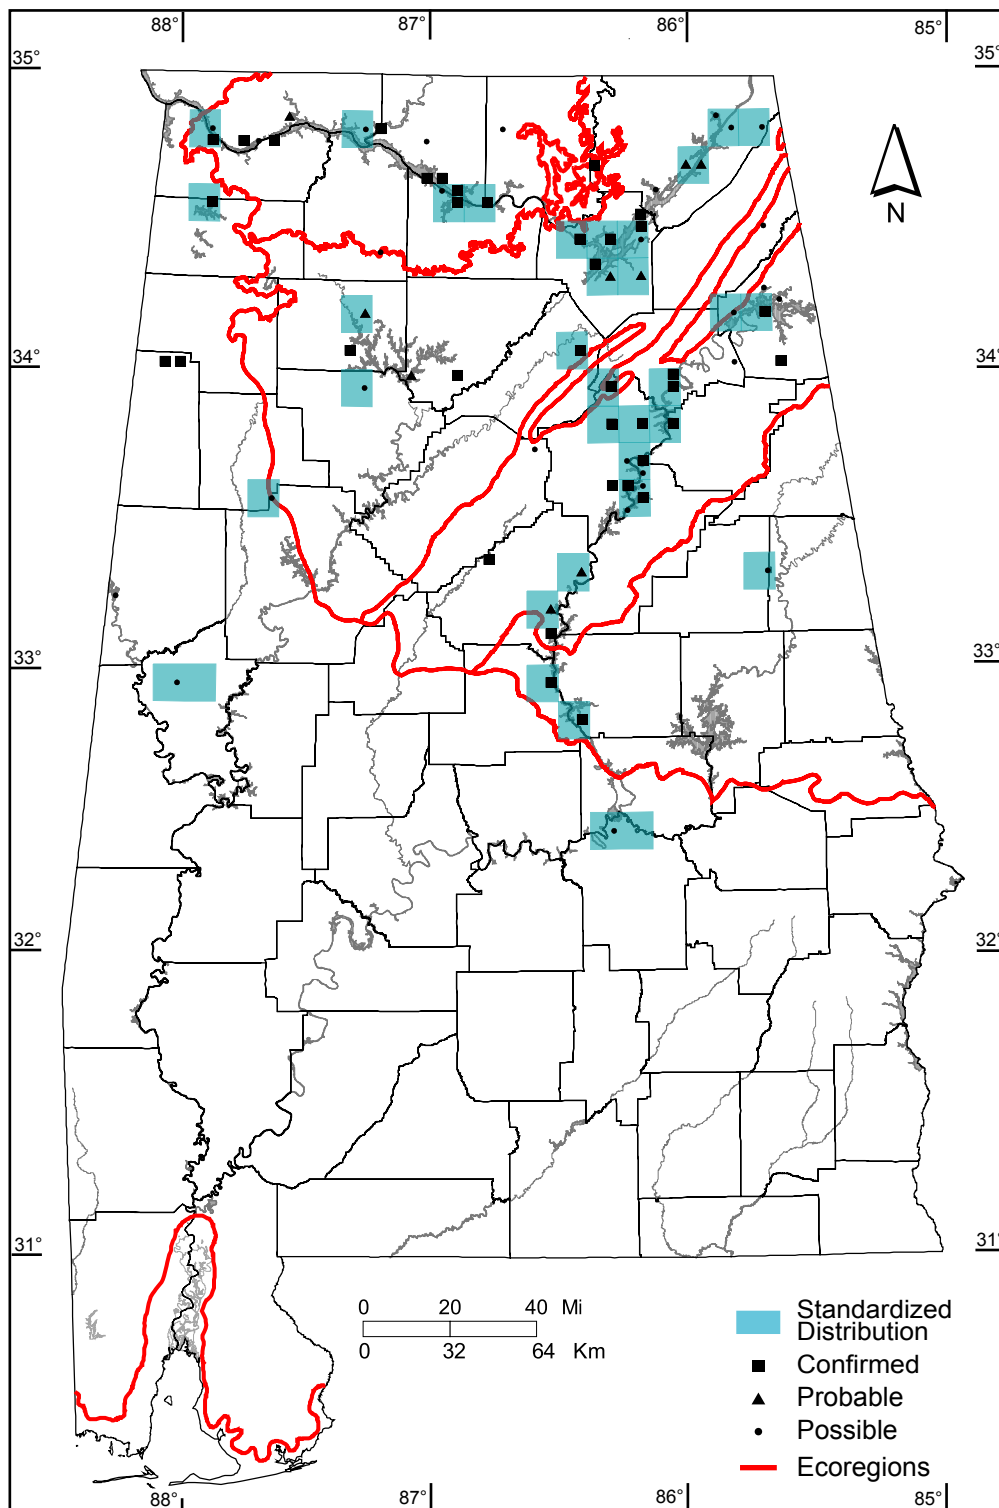 88° 87° 86° 85°
35° 35°
N
34° 34°
33° 33°
32° 32°
31° 31°
0 20 40 Mi
0 32 64 Km
Standardized
Distribution
Confirmed
Probable
Possible
Ecoregions
88° 87° 86° 85°